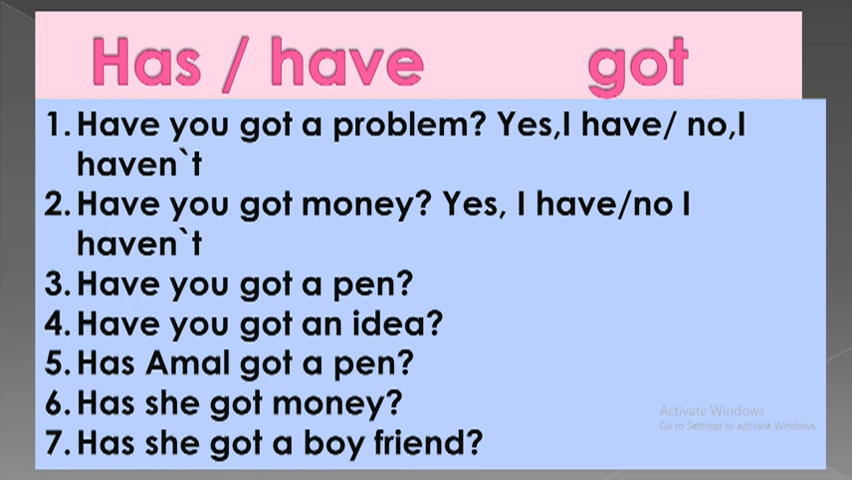 Has / have got
1. Have you got a problem? Yes,I have/ no,I
haven`t
2. Have you got money? Yes, I have/no I
haven`t
3. Have you got a pen?
4. Have you got an idea?
5. Has Amal got a pen?
6. Has she got money?
7. Has she got a boy friend?
Activate Windows
Go to Settings to activate Windows.